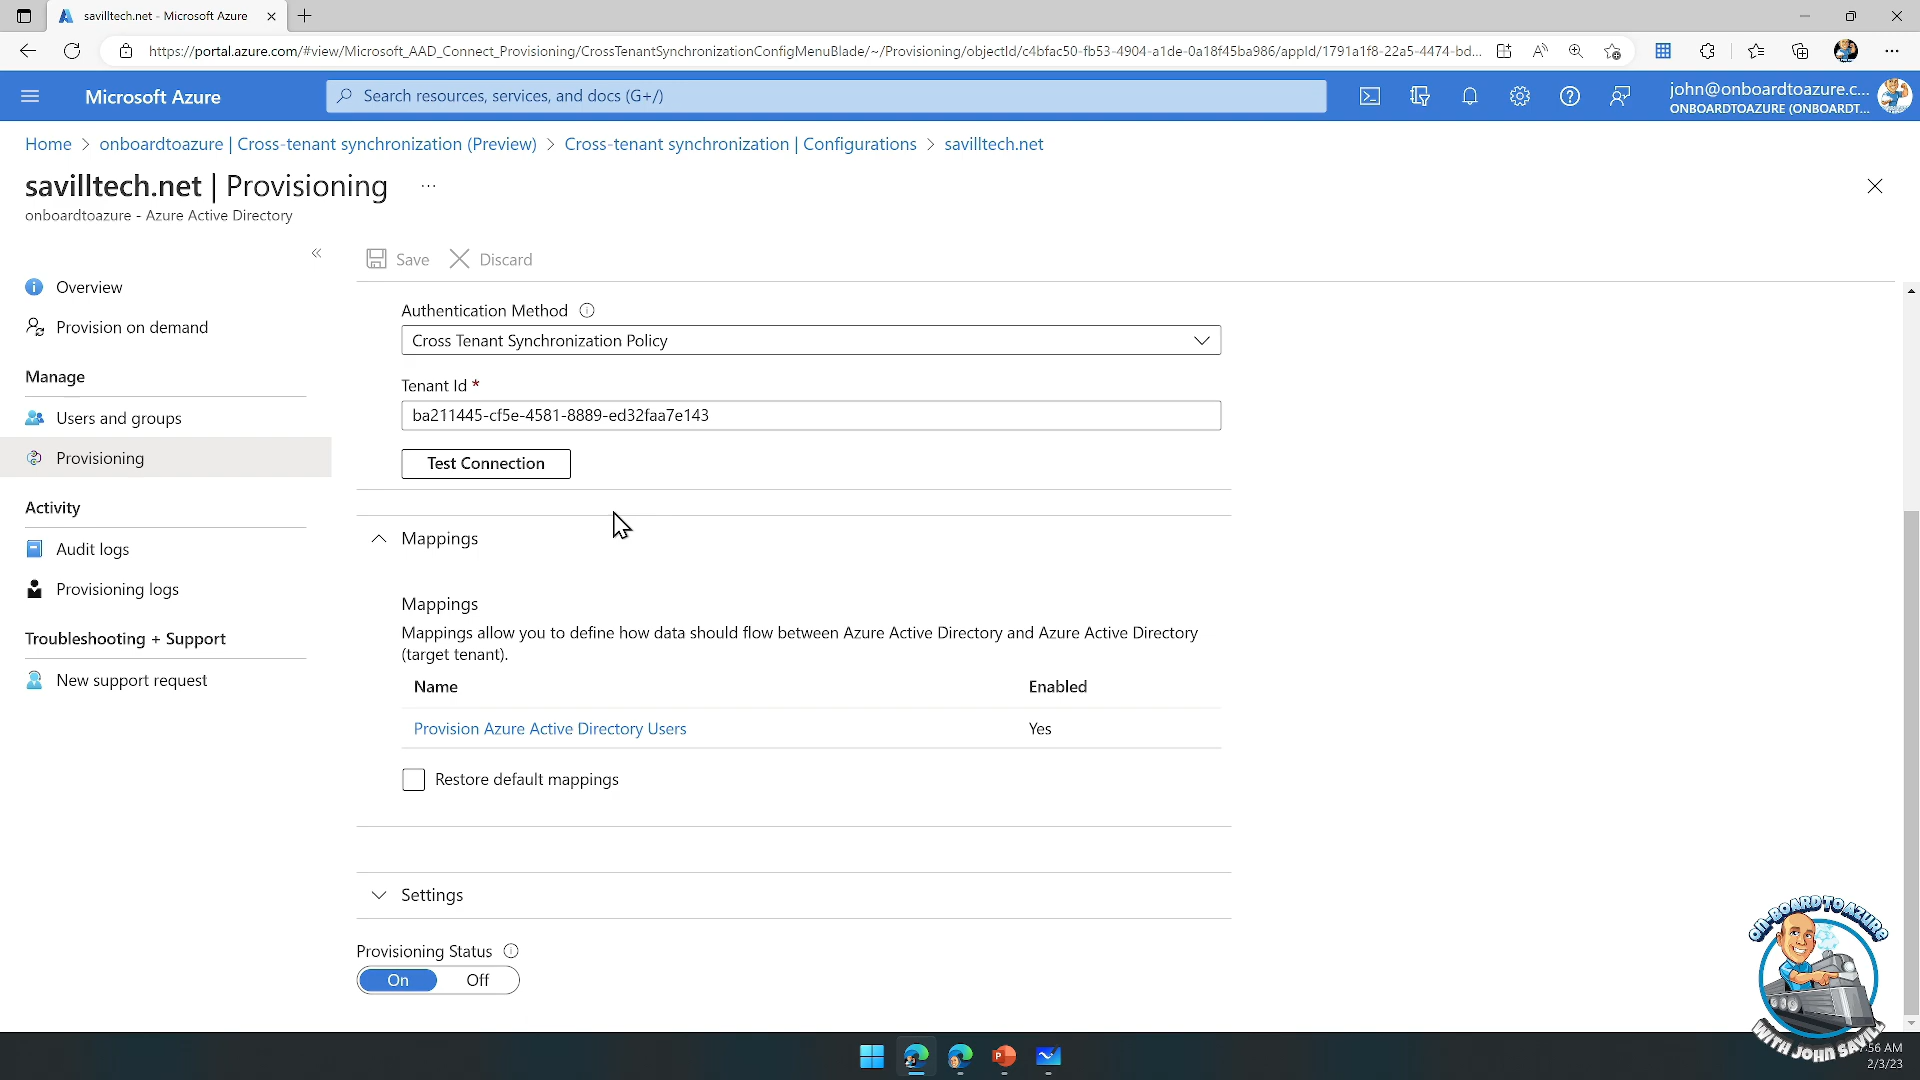 savilltech.net - Microsoft Azure
https://portal.azure.com/#view/Microsoft_AAD_Connect_Provisioning/CrossTenantSynchronizationConfigMenuBlade/~/Provisioning/objectId/c4bfac50-fb53-4904-a1de-0a18f45ba986/appId/1791a1f8-22a5-4474-bd...
Microsoft Azure
Search resources, services, and docs (G+/)
john@onboardtoazure.c...
ONBOARDTOAZURE (ONBOARDT...
Home > onboardtoazure | Cross-tenant synchronization (Preview) > Cross-tenant synchronization | Configurations > savilltech.net
savilltech.net | Provisioning ...
onboardtoazure - Azure Active Directory
Save Discard
Overview
Provision on demand
Manage
Users and groups
Provisioning
Activity
Audit logs
Provisioning logs
Troubleshooting + Support
New support request
Authentication Method
Cross Tenant Synchronization Policy
Tenant Id *
ba211445-cf5e-4581-8889-ed32faa7e143
Test Connection
Mappings
Mappings
Mappings allow you to define how data should flow between Azure Active Directory and Azure Active Directory
(target tenant).
Name Enabled
Provision Azure Active Directory Users Yes
Restore default mappings
Settings
Provisioning Status
On Off
ON-BOARD TO AZURE
WITH JOHN SAVILL
:56 AM
2/3/23